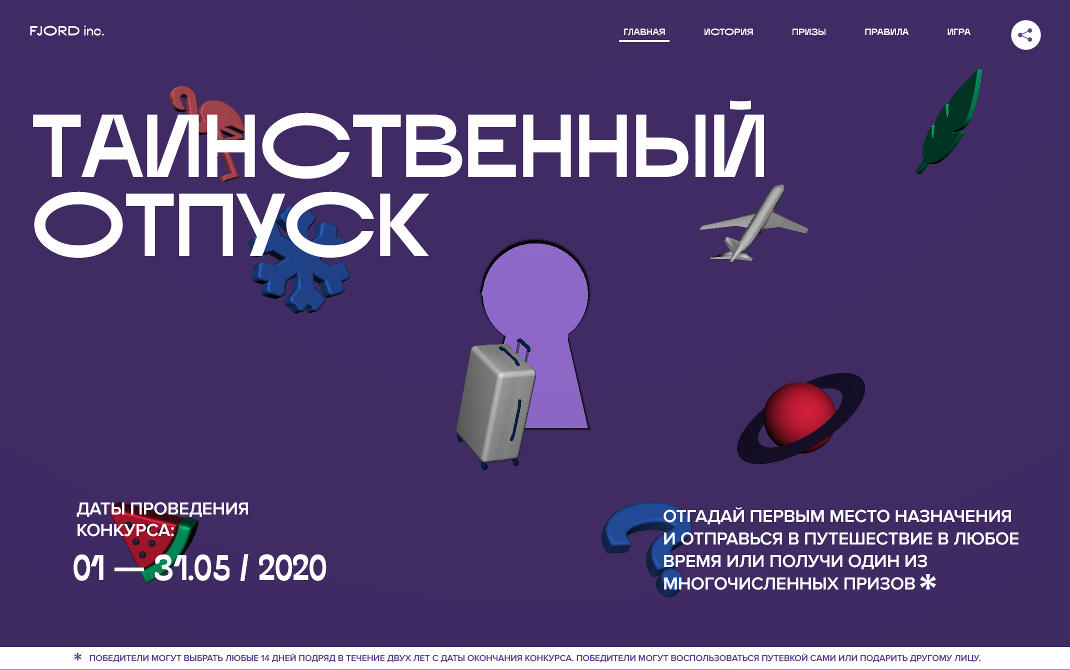 FJORD inc.
ГЛАВНАЯ ИСТОРИЯ ПРИЗЫ ПРАВИЛА ИГРА
ТАИНСТВЕННЫЙ
ОТПУСК
ДАТЫ ПРОВЕДЕНИЯ
КОНКУРСА:
01 — 31.05 / 2020
ОТГАДАЙ ПЕРВЫМ МЕСТО НАЗНАЧЕНИЯ
И ОТПРАВЬСЯ В ПУТЕШЕСТВИЕ В ЛЮБОЕ
ВРЕМЯ ИЛИ ПОЛУЧИ ОДИН ИЗ
МНОГОЧИСЛЕННЫХ ПРИЗОВ *
* ПОБЕДИТЕЛИ МОГУТ ВЫБРАТЬ ЛЮБЫЕ 14 ДНЕЙ ПОДРЯД В ТЕЧЕНИЕ ДВУХ ЛЕТ С ДАТЫ ОКОНЧАНИЯ КОНКУРСА. ПОБЕДИТЕЛИ МОГУТ ВОСПОЛЬЗОВАТЬСЯ ПУТЕВКОЙ САМИ ИЛИ ПОДАРИТЬ ДРУГОМУ ЛИЦУ.